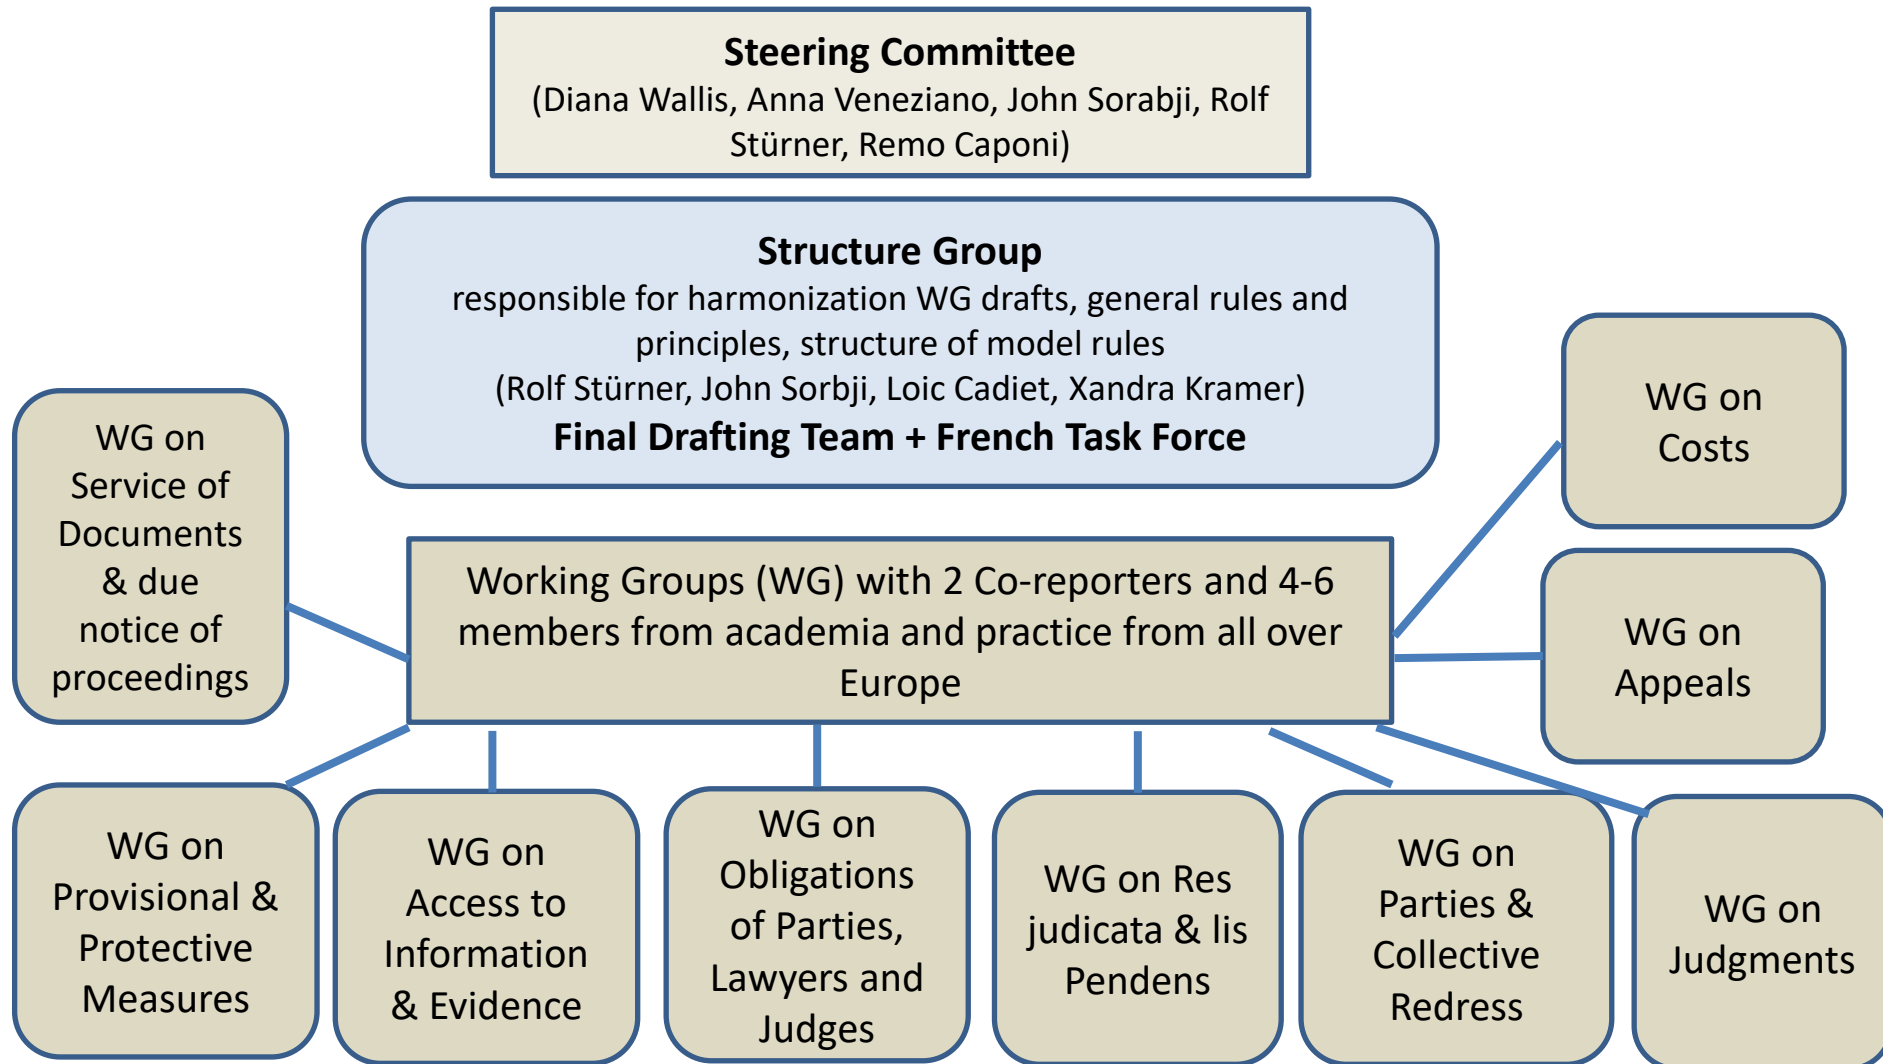 Steering Committee
(Diana Wallis, Anna Veneziano, John Sorabji, Rolf
Stürner, Remo Caponi)
Structure Group
responsible for harmonization WG drafts, general rules and
principles, structure of model rules
(Rolf Stürner, John Sorbji, Loic Cadiet, Xandra Kramer)
Final Drafting Team + French Task Force
WG on
Costs
WG on
Service of
Documents
& due
notice of
proceedings
Working Groups (WG) with 2 Co-reporters and 4-6
members from academia and practice from all over
Europe
WG on
Appeals
WG on
Provisional &
Protective
Measures
WG on
Access to
Information
& Evidence
WG on
Obligations
of Parties,
Lawyers and
Judges
WG on Res
judicata & lis
Pendens
WG on
Parties &
Collective
Redress
WG on
Judgments